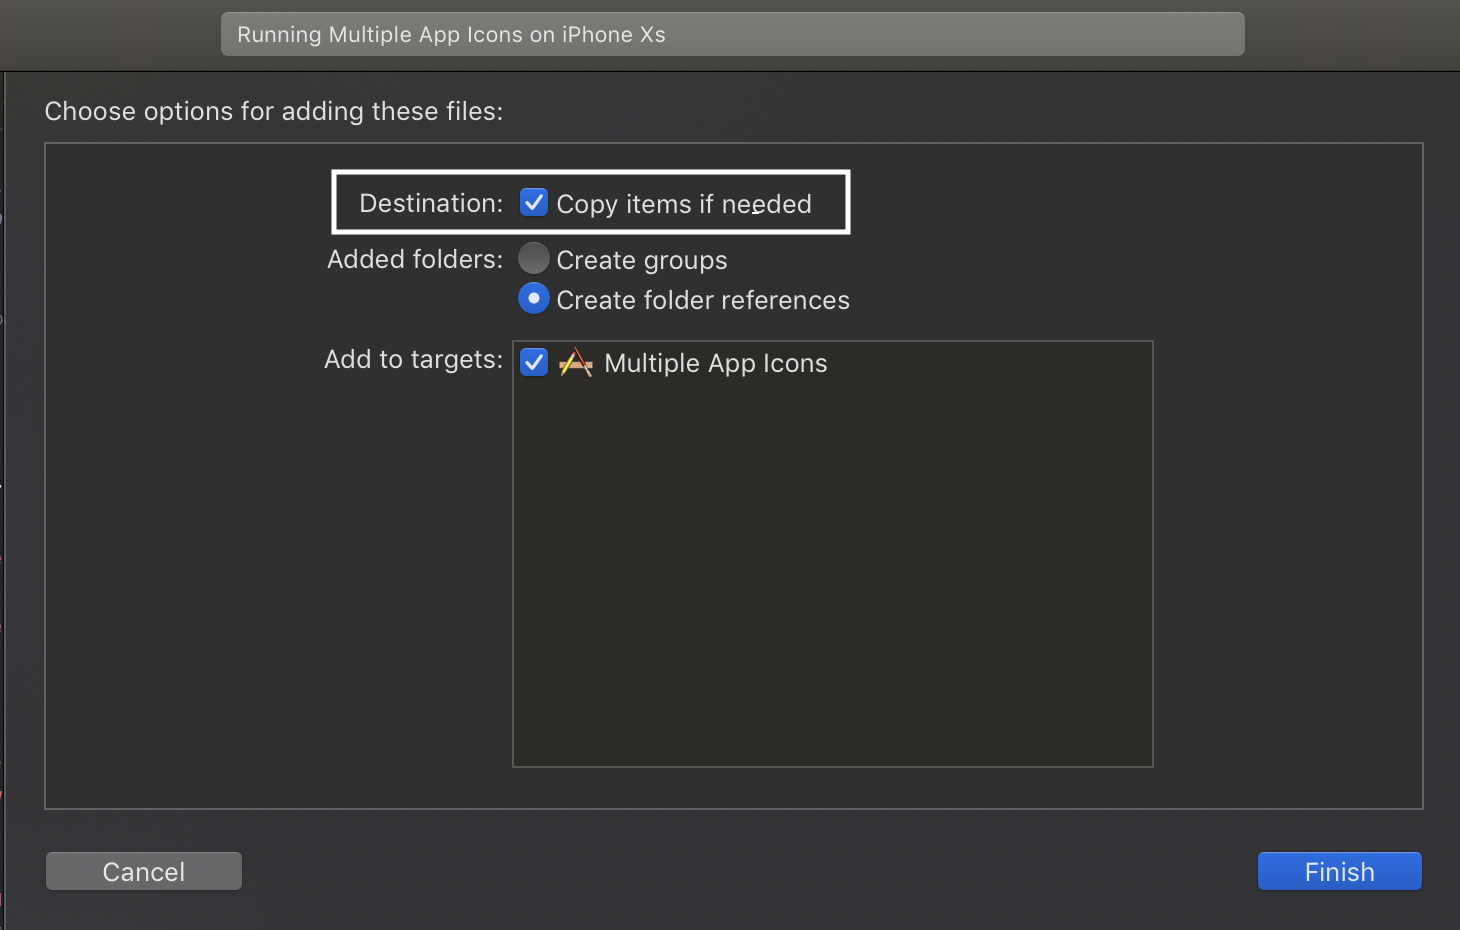 Running Multiple App Icons on iPhone Xs
Choose options for adding these files:
Destination: Copy items if needed
Added folders: Create groups
Create folder references
Add to targets: Multiple App Icons
Cancel Finish